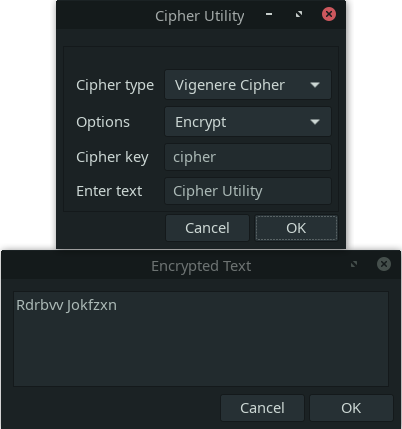 Cipher Utility
Cipher type Vigenere Cipher
Options Encrypt
Cipher key cipher
Enter text Cipher Utility
Cancel OK
Encrypted Text
Rdrbvv Jokfzxn
Cancel OK